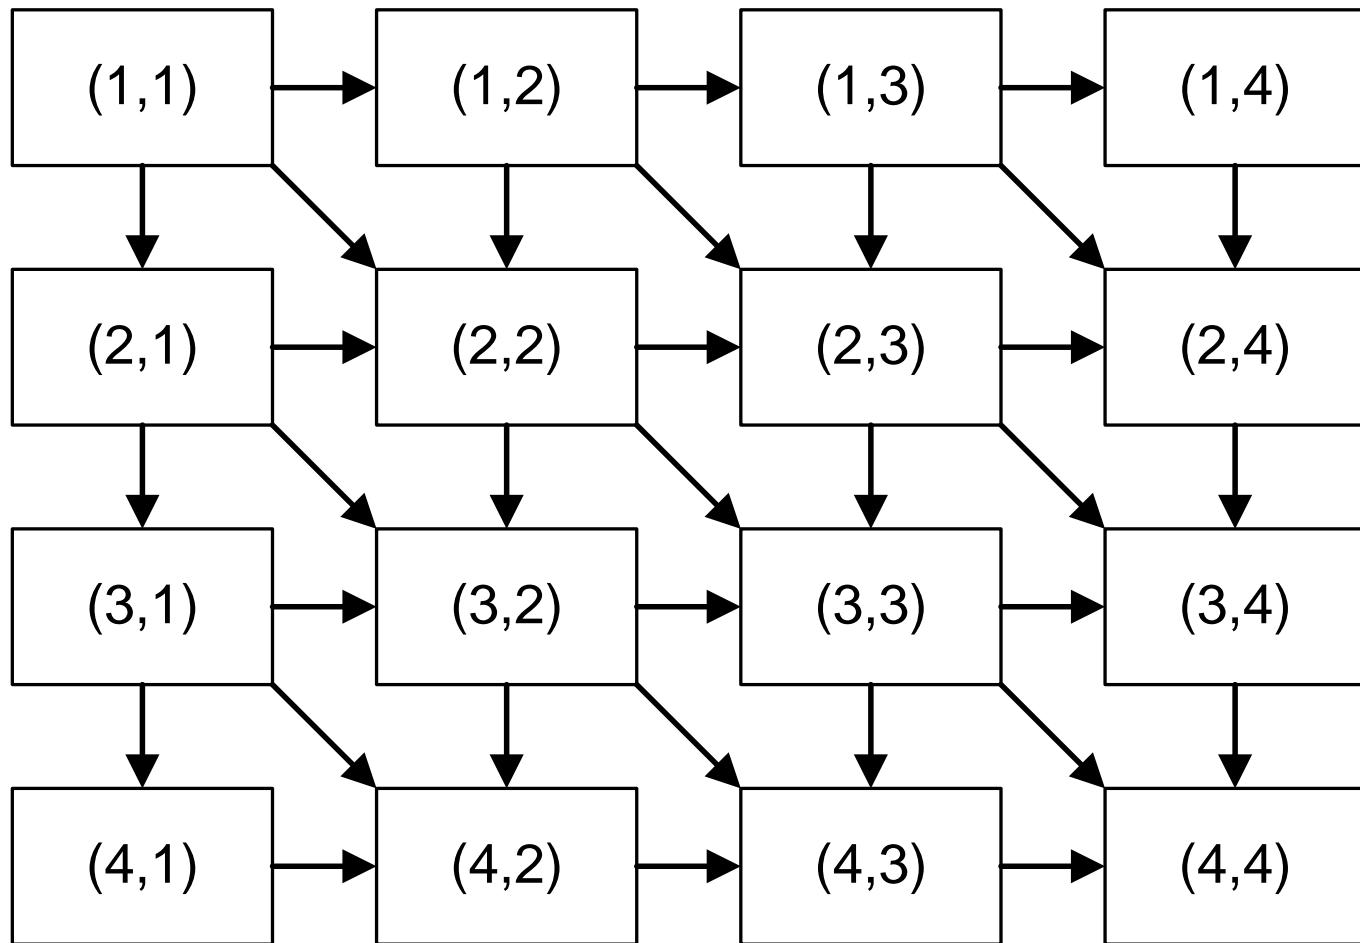 (1,1) (1,2) (1,3) (1,4)
(2,1) (2,2) (2,3) (2,4)
(3,1) (3,2) (3,3) (3,4)
(4,1) (4,2) (4,3) (4,4)